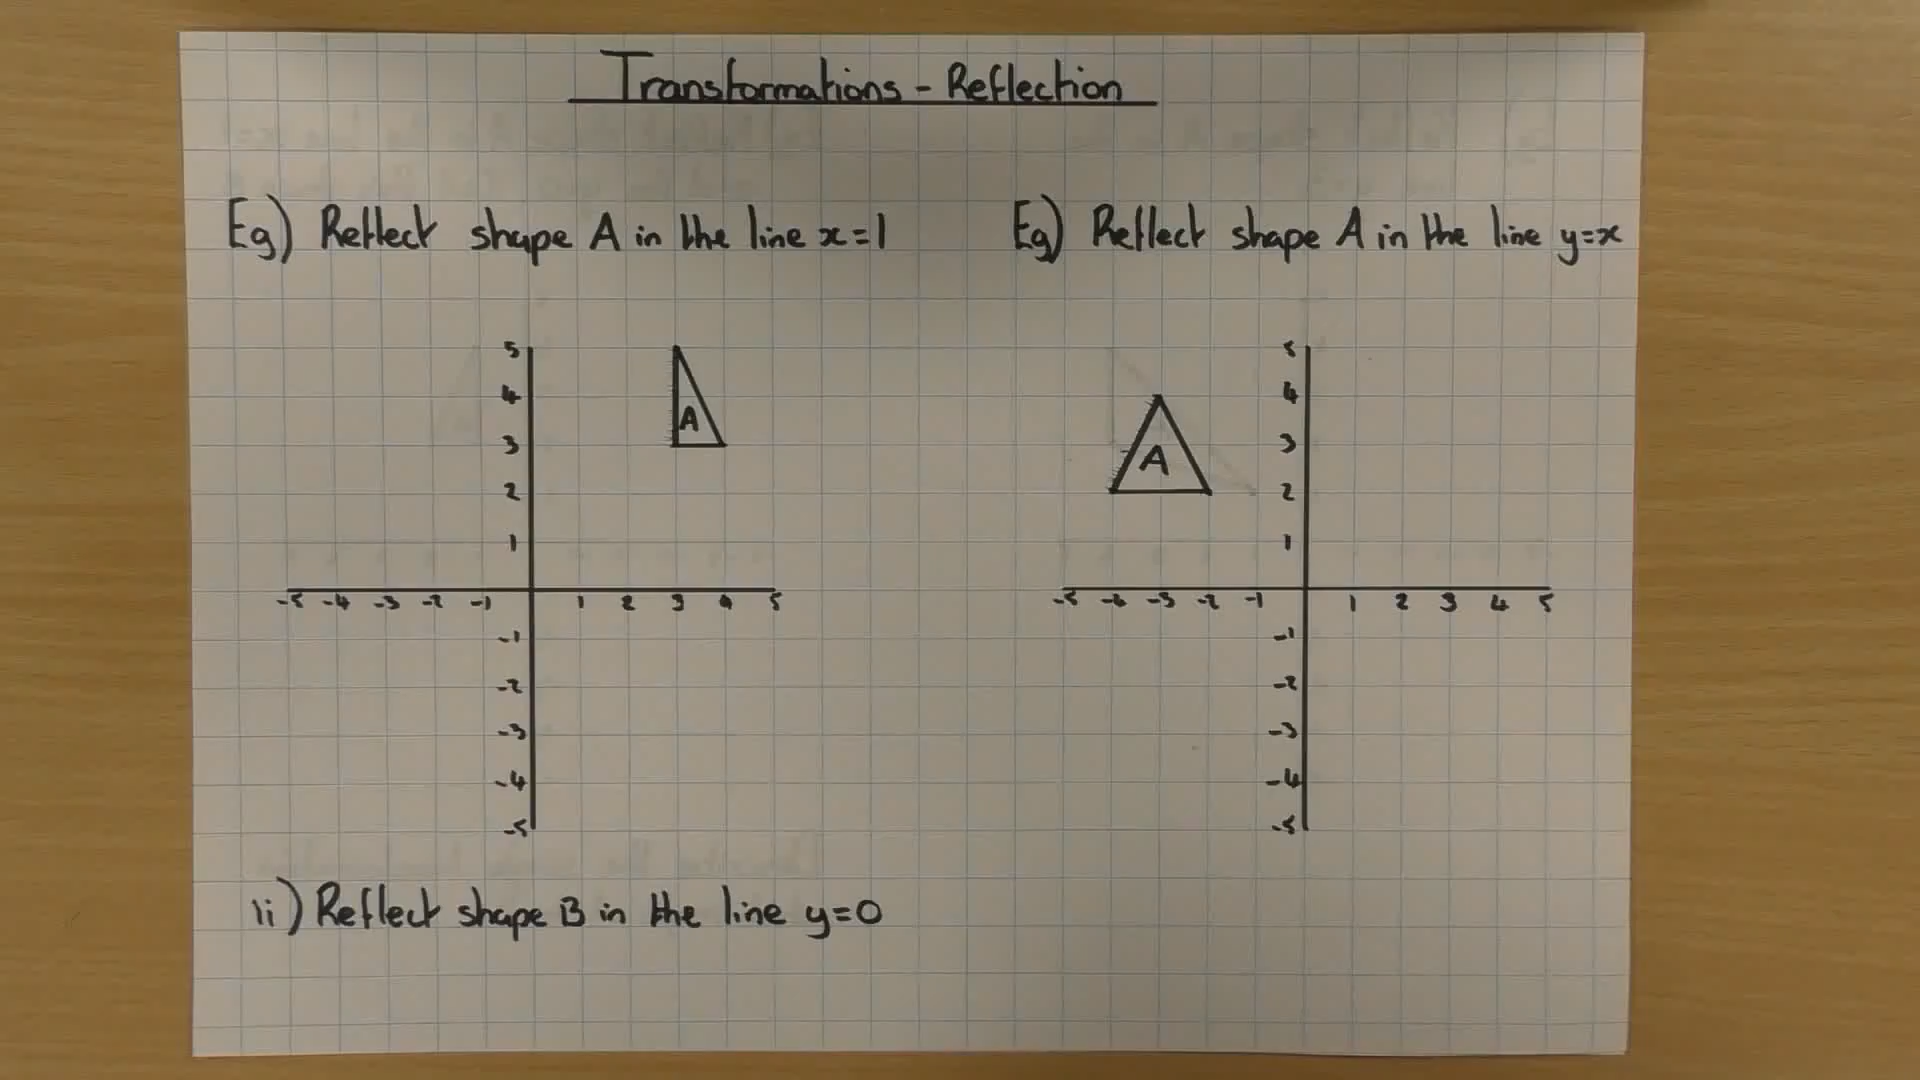 Transformations - Reflection
Eg) Reflect shape A in the line x=1
5
4
3
2
1
-5 -4 -3 -2 -1 1 2 3 4 5
-1
-2
-3
-4
-5
A
ii) Reflect shape B in the line y=0
Eg) Reflect shape A in the line y=x
5
4
3
2
1
-5 -4 -3 -2 -1 1 2 3 4 5
-1
-2
-3
-4
-5
A